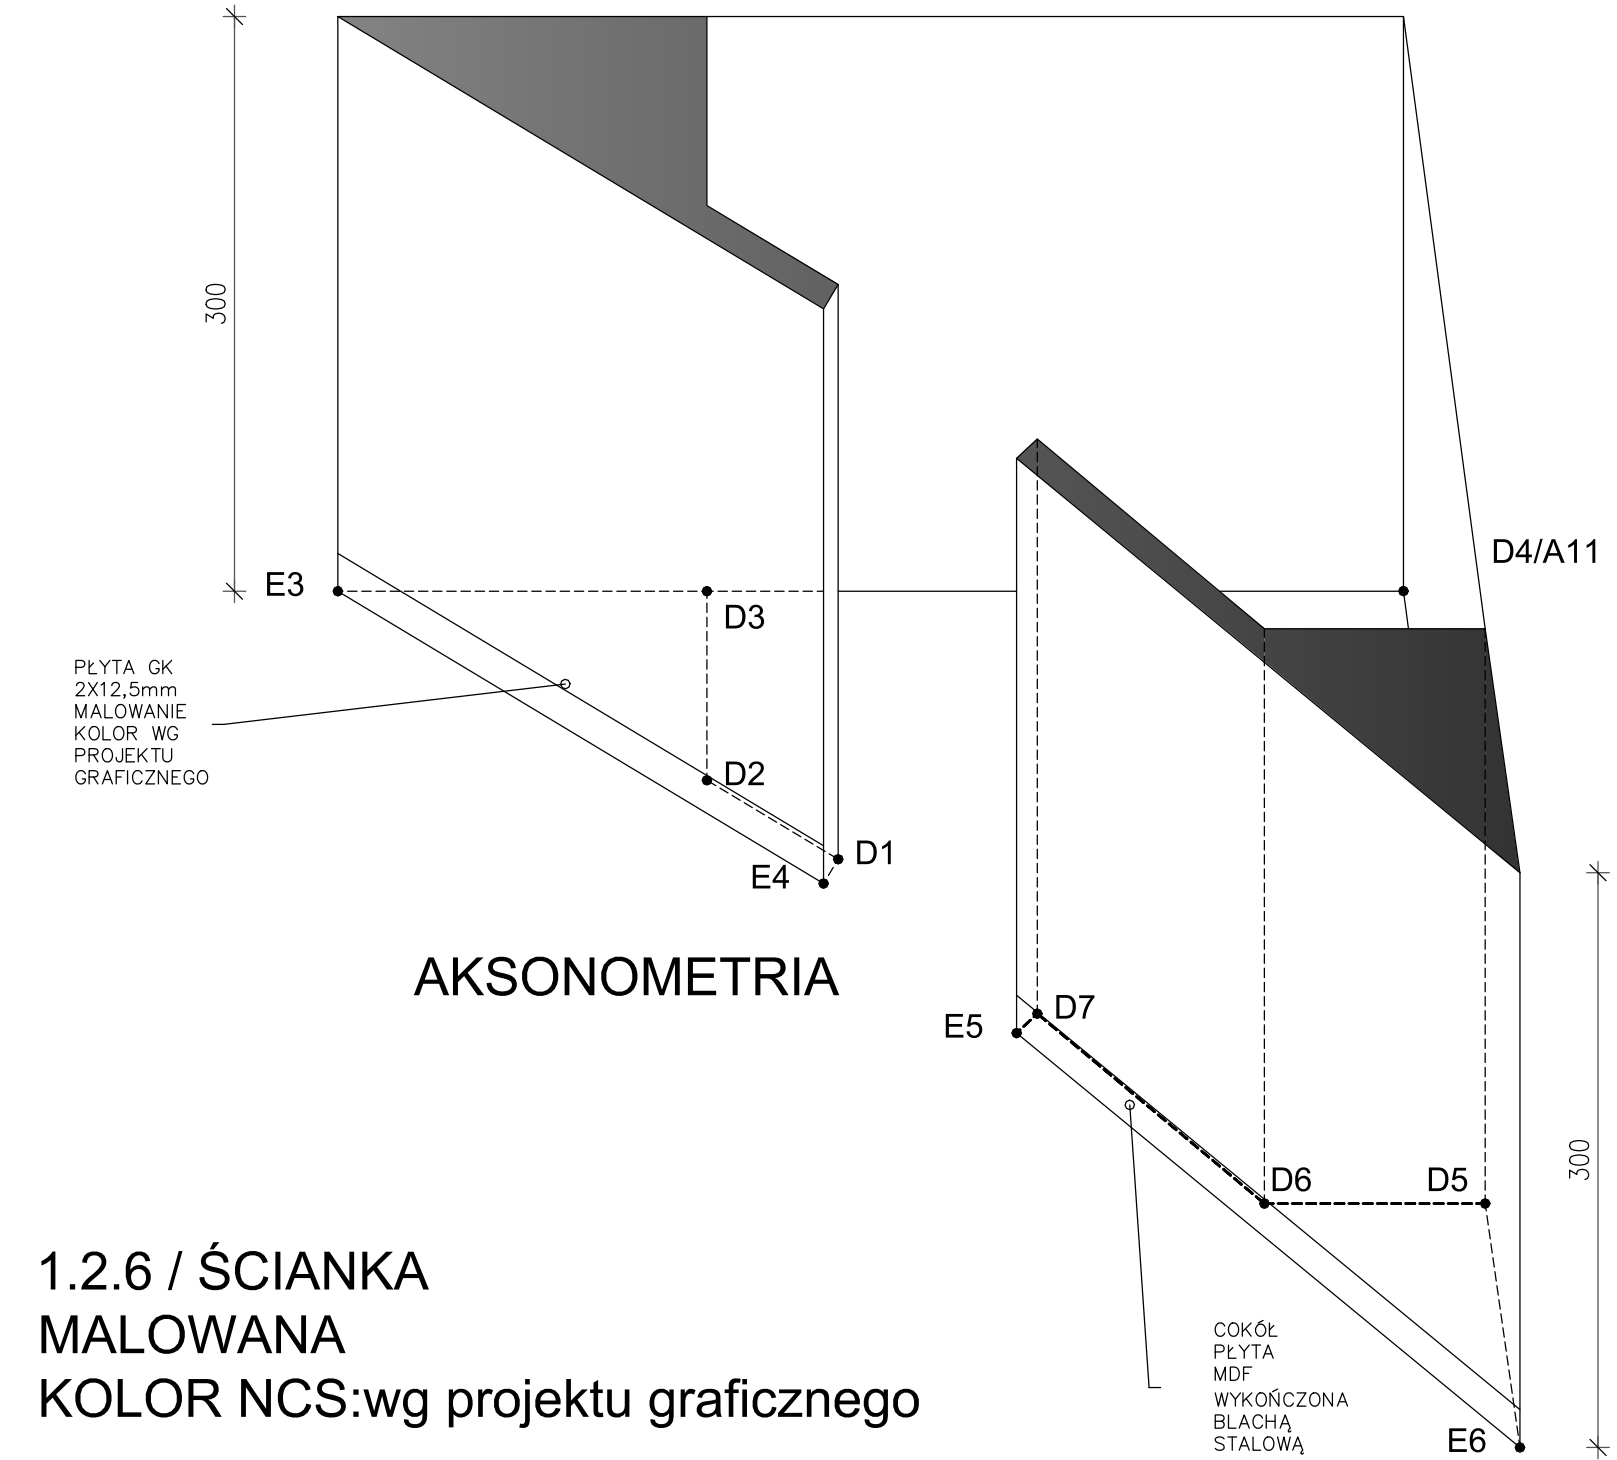 300
D4/A11
E3
D3
PŁYTA GK
2X12,5mm
MALOWANIE
KOLOR WG
PROJEKTU
GRAFICZNEGO
D2
D1
E4
AKSONOMETRIA
D7
E5
300
D6
D5
1.2.6 / ŚCIANKA
MALOWANA
KOLOR NCS:wg projektu graficznego
COKÓŁ
PŁYTA
MDF
WYKOŃCZONA
BLACHĄ
STALOWĄ
E6